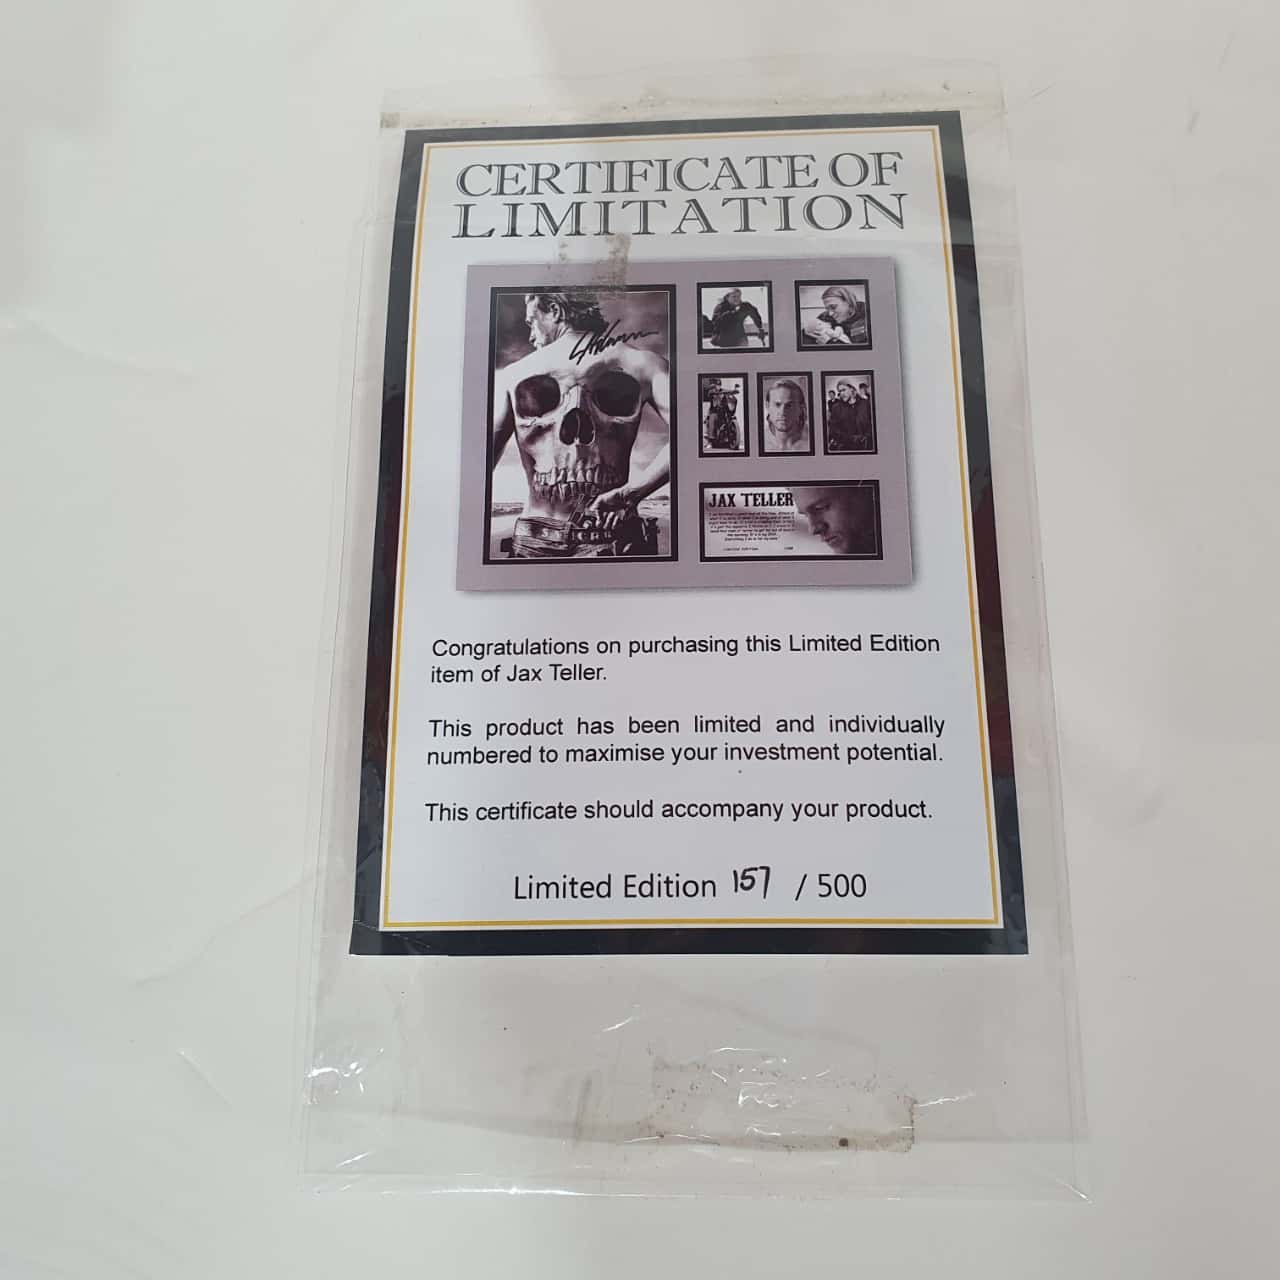 CERTIFICATE OF
LIMITATION
JAX TELLER
Congratulations on purchasing this Limited Edition
item of Jax Teller.
This product has been limited and individually
numbered to maximise your investment potential.
This certificate should accompany your product.
Limited Edition 157 / 500